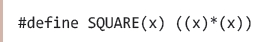 #define SQUARE(x) ((x)*(x))